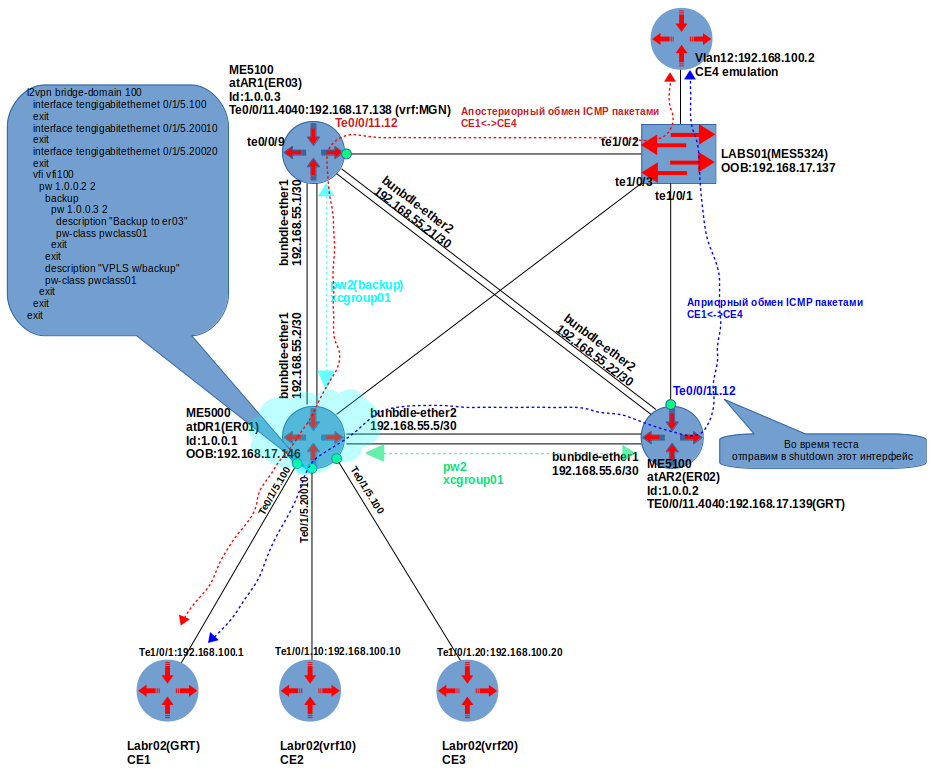 Vlan12:192.168.100.2
CE4 emulation
ME5100
atAR1(ER03)
Id:1.0.0.3
Te0/0/11.4040:192.168.17.138 (vrf:MGN)
Te0/0/11.12
Апостериорный обмен ICMP пакетами
CE1<->CE4
te0/0/9
te1/0/2
LABS01(MES5324)
OOB:192.168.17.137
te1/0/3
te1/0/1
l2vpn bridge-domain 100
interface tengigabitethernet 0/1/5.100
exit
interface tengigabitethernet 0/1/5.20010
exit
interface tengigabitethernet 0/1/5.20020
exit
vfi vfi100
pw 1.0.0.2 2
backup
pw 1.0.0.3 2
description "Backup to er03"
pw-class pwclass01
exit
exit
description "VPLS w/backup"
pw-class pwclass01
exit
exit
exit
bunbdle-ether1
192.168.55.1/30
bunbdle-ether2
192.168.55.21/30
pw2(backup)
xcgroup01
Априорный обмен ICMP пакетами
CE1<->CE4
bunbdle-ether1
192.168.55.2/30
bunbdle-ether2
192.168.55.22/30
Te0/0/11.12
ME5000
atDR1(ER01)
Id:1.0.0.1
OOB:192.168.17.146
bunbdle-ether2
192.168.55.5/30
Во время теста
отправим в shutdown этот интерфейс
bunbdle-ether1
192.168.55.6/30
pw2
xcgroup01
ME5100
atAR2(ER02)
Id:1.0.0.2
TE0/0/11.4040:192.168.17.139(GRT)
Te0/1/5.100
Te0/1/5.20010
Te0/1/5.100
Te1/0/1:192.168.100.1
Te1/0/1.10:192.168.100.10
Te1/0/1.20:192.168.100.20
Labr02(GRT)
CE1
Labr02(vrf10)
CE2
Labr02(vrf20)
CE3